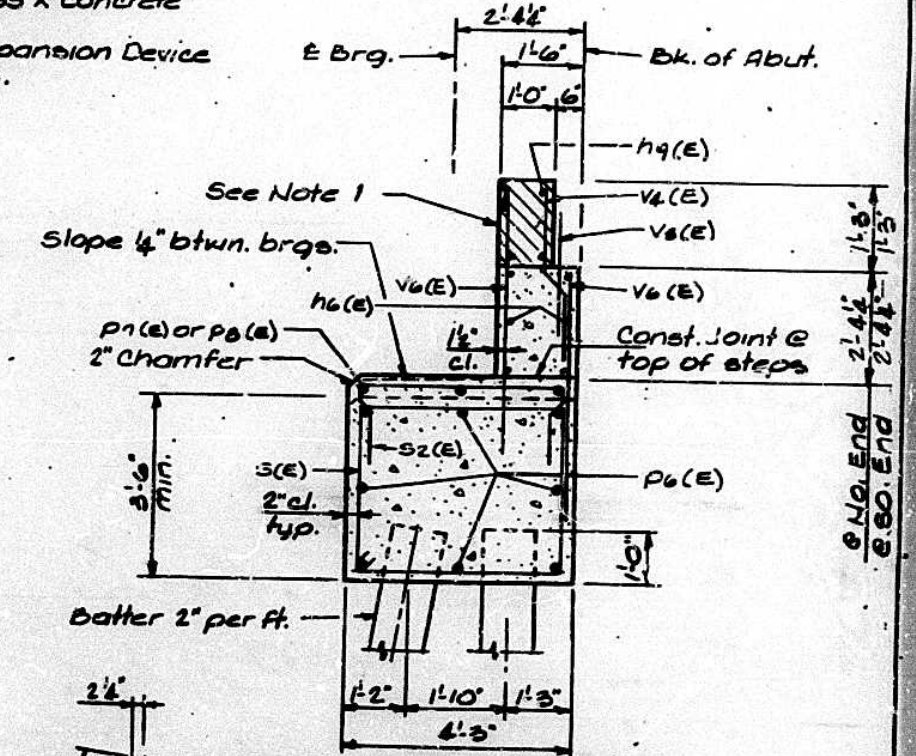 Class X Concrete
Expansion Device
2'-4¼"
℄ Brg.
1'-6"
Bk. of Abut.
1'-0"
6"
h9(E)
See Note 1
v4(E)
v8(E)
Slope ¼" btwn. brgs.
v6(E)
v6(E)
h6(E)
p7(E) or p8(E)
2" Chamfer
1½"
cl.
Const. Joint @
top of steps
1'-3"
1'-3"
2'-4¼"
2'-4¼"
@ No. End
@ So. End
3'-6"
min.
s2(E)
s(E)
p6(E)
2" cl.
typ.
1'-0"
Batter 2" per ft.
2¼"
1'-2"
1'-10"
1'-3"
4'-3"